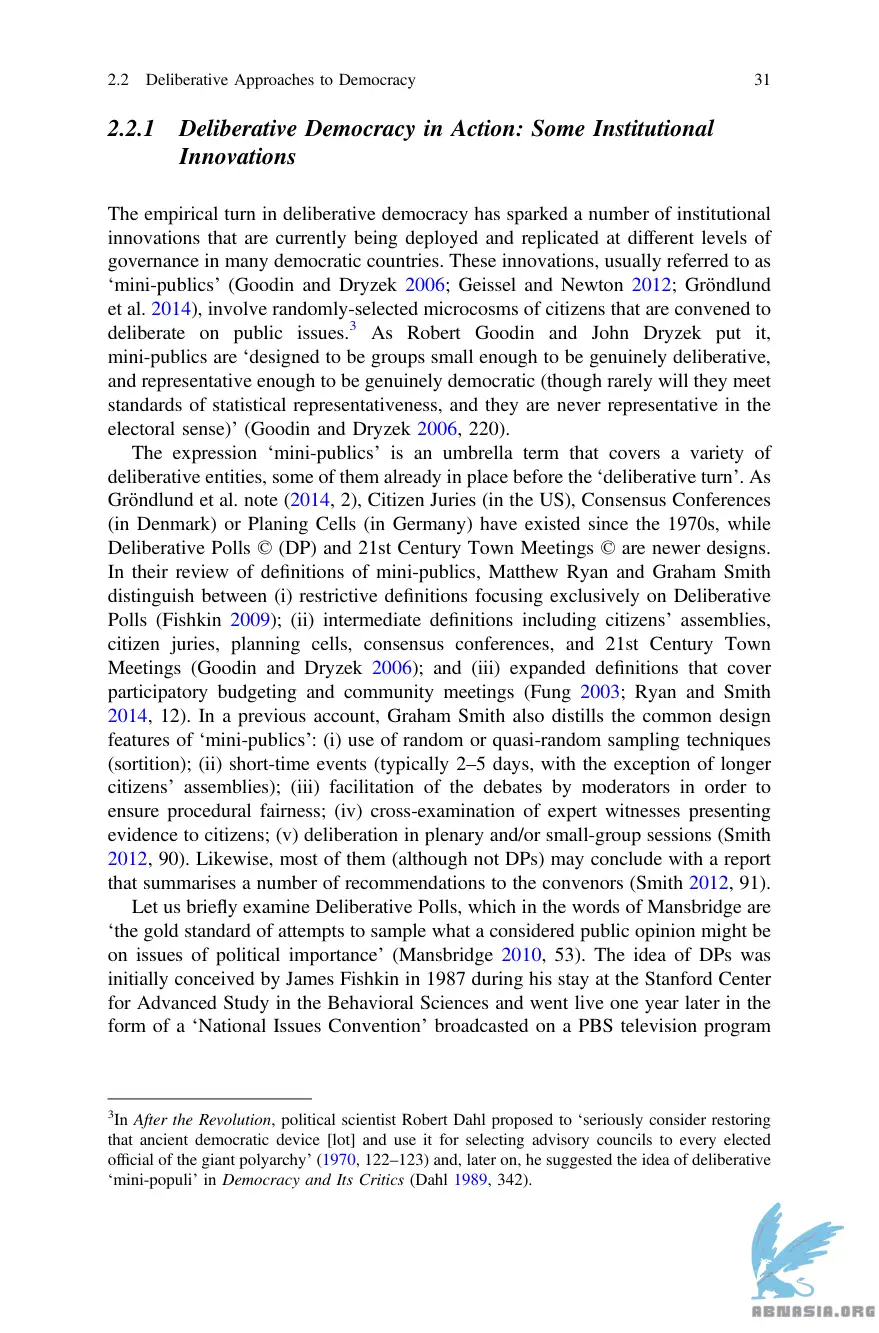 2.2 Deliberative Approaches to Democracy 31
2.2.1 Deliberative Democracy in Action: Some Institutional
Innovations
The empirical turn in deliberative democracy has sparked a number of institutional
innovations that are currently being deployed and replicated at different levels of
governance in many democratic countries. These innovations, usually referred to as
‘mini-publics’ (Goodin and Dryzek 2006; Geissel and Newton 2012; Gröndlund
et al. 2014), involve randomly-selected microcosms of citizens that are convened to
deliberate on public issues.3 As Robert Goodin and John Dryzek put it,
mini-publics are ‘designed to be groups small enough to be genuinely deliberative,
and representative enough to be genuinely democratic (though rarely will they meet
standards of statistical representativeness, and they are never representative in the
electoral sense)’ (Goodin and Dryzek 2006, 220).
The expression ‘mini-publics’ is an umbrella term that covers a variety of
deliberative entities, some of them already in place before the ‘deliberative turn’. As
Gröndlund et al. note (2014, 2), Citizen Juries (in the US), Consensus Conferences
(in Denmark) or Planing Cells (in Germany) have existed since the 1970s, while
Deliberative Polls © (DP) and 21st Century Town Meetings © are newer designs.
In their review of definitions of mini-publics, Matthew Ryan and Graham Smith
distinguish between (i) restrictive definitions focusing exclusively on Deliberative
Polls (Fishkin 2009); (ii) intermediate definitions including citizens’ assemblies,
citizen juries, planning cells, consensus conferences, and 21st Century Town
Meetings (Goodin and Dryzek 2006); and (iii) expanded definitions that cover
participatory budgeting and community meetings (Fung 2003; Ryan and Smith
2014, 12). In a previous account, Graham Smith also distills the common design
features of ‘mini-publics’: (i) use of random or quasi-random sampling techniques
(sortition); (ii) short-time events (typically 2–5 days, with the exception of longer
citizens’ assemblies); (iii) facilitation of the debates by moderators in order to
ensure procedural fairness; (iv) cross-examination of expert witnesses presenting
evidence to citizens; (v) deliberation in plenary and/or small-group sessions (Smith
2012, 90). Likewise, most of them (although not DPs) may conclude with a report
that summarises a number of recommendations to the convenors (Smith 2012, 91).
Let us briefly examine Deliberative Polls, which in the words of Mansbridge are
‘the gold standard of attempts to sample what a considered public opinion might be
on issues of political importance’ (Mansbridge 2010, 53). The idea of DPs was
initially conceived by James Fishkin in 1987 during his stay at the Stanford Center
for Advanced Study in the Behavioral Sciences and went live one year later in the
form of a ‘National Issues Convention’ broadcasted on a PBS television program
3In After the Revolution, political scientist Robert Dahl proposed to ‘seriously consider restoring
that ancient democratic device [lot] and use it for selecting advisory councils to every elected
official of the giant polyarchy’ (1970, 122–123) and, later on, he suggested the idea of deliberative
‘mini-populi’ in Democracy and Its Critics (Dahl 1989, 342).
ABNASIA.ORG